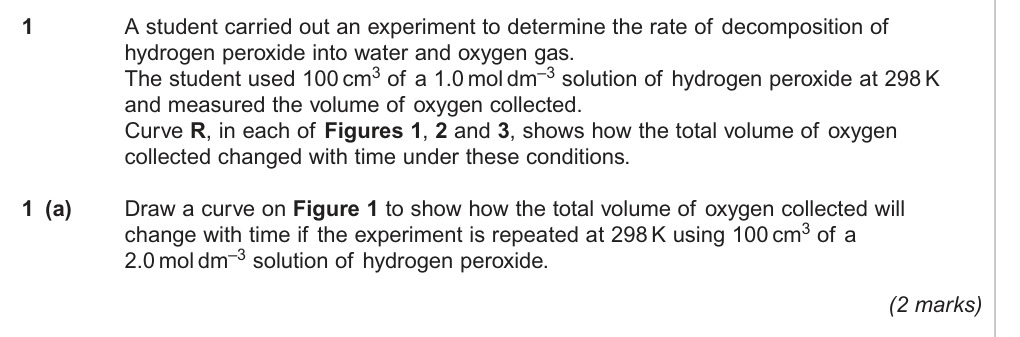 1 A student carried out an experiment to determine the rate of decomposition of
hydrogen peroxide into water and oxygen gas.
The student used 100 cm³ of a 1.0 mol dm⁻³ solution of hydrogen peroxide at 298 K
and measured the volume of oxygen collected.
Curve R, in each of Figures 1, 2 and 3, shows how the total volume of oxygen
collected changed with time under these conditions.
1 (a) Draw a curve on Figure 1 to show how the total volume of oxygen collected will
change with time if the experiment is repeated at 298 K using 100 cm³ of a
2.0 mol dm⁻³ solution of hydrogen peroxide.
(2 marks)